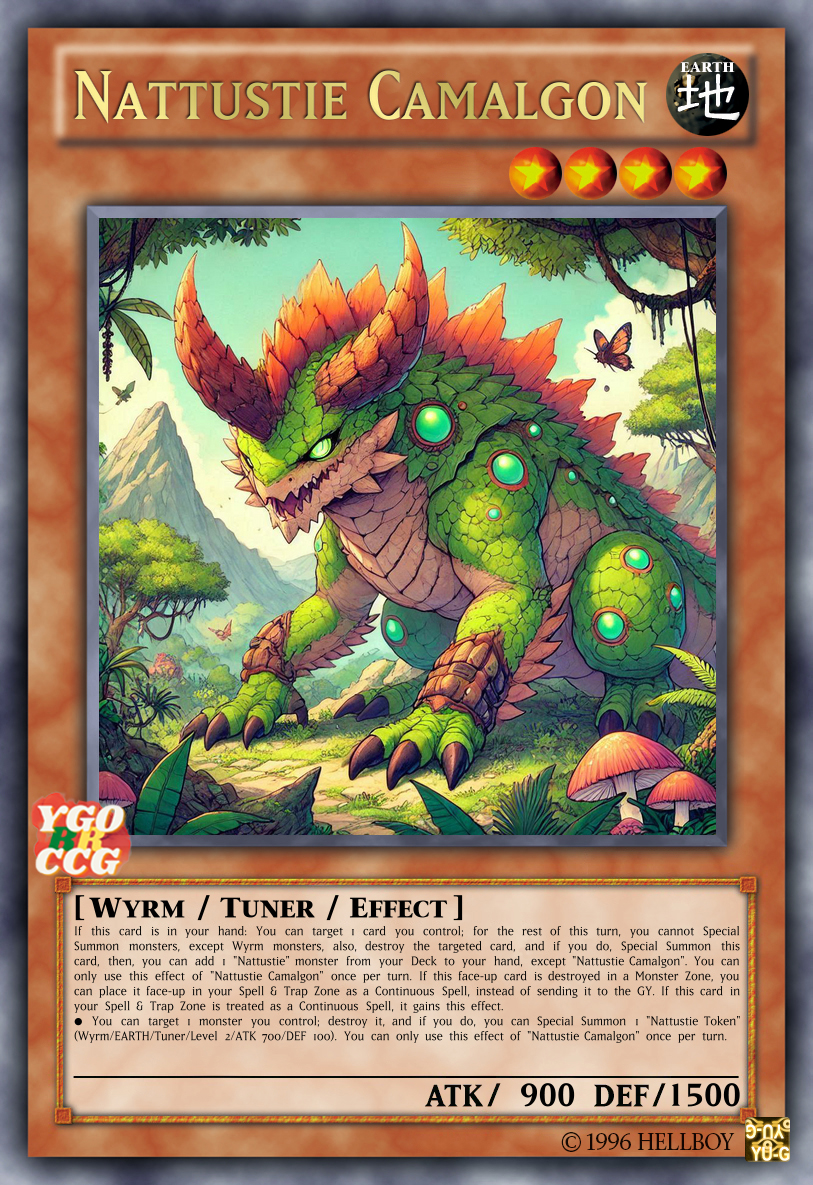 NATTUSTIE CAMALGON
EARTH
地
YGO
RR
CCG
[ WYRM / TUNER / EFFECT ]
If this card is in your hand: You can target 1 card you control; for the rest of this turn, you cannot Special
Summon monsters, except Wyrm monsters, also, destroy the targeted card, and if you do, Special Summon this
card, then, you can add 1 "Nattustie" monster from your Deck to your hand, except "Nattustie Camalgon". You can
only use this effect of "Nattustie Camalgon" once per turn. If this face-up card is destroyed in a Monster Zone, you
can place it face-up in your Spell & Trap Zone as a Continuous Spell, instead of sending it to the GY. If this card in
your Spell & Trap Zone is treated as a Continuous Spell, it gains this effect.
● You can target 1 monster you control; destroy it, and if you do, you can Special Summon 1 "Nattustie Token"
(Wyrm/EARTH/Tuner/Level 2/ATK 700/DEF 100). You can only use this effect of "Nattustie Camalgon" once per turn.
ATK/ 900 DEF/1500
© 1996 HELLBOY
YU-G